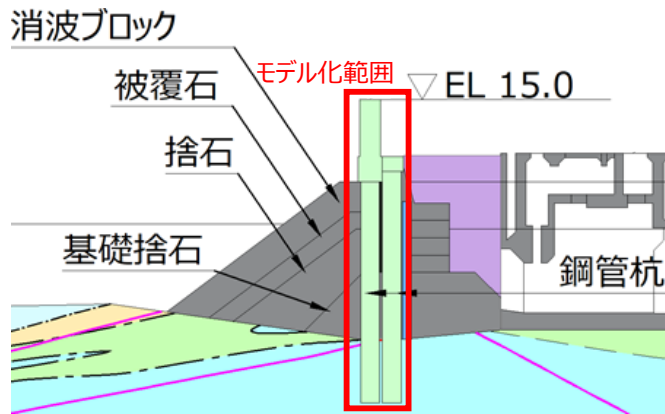 消波ブロック
モデル化範囲
EL 15.0
被覆石
捨石
基礎捨石
鋼管杭